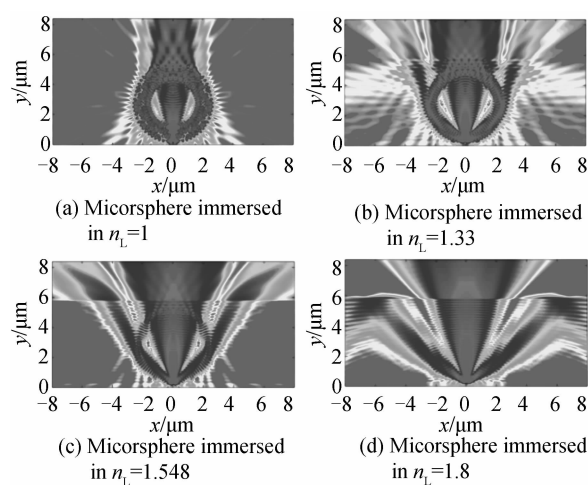 y/μm
8
6
4
2
0
−8 −6 −4 −2 0 2 4 6 8
x/μm
(a) Micorsphere immersed
in nL=1
y/μm
8
6
4
2
0
−8 −6 −4 −2 0 2 4 6 8
x/μm
(b) Micorsphere immersed
in nL=1.33
y/μm
8
6
4
2
0
−8 −6 −4 −2 0 2 4 6 8
x/μm
(c) Micorsphere immersed
in nL=1.548
y/μm
8
6
4
2
0
−8 −6 −4 −2 0 2 4 6 8
x/μm
(d) Micorsphere immersed
in nL=1.8